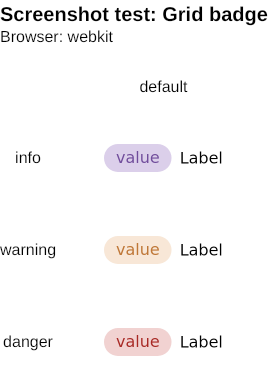 Screenshot test: Grid badge
Browser: webkit
default
info value Label
warning value Label
danger value Label